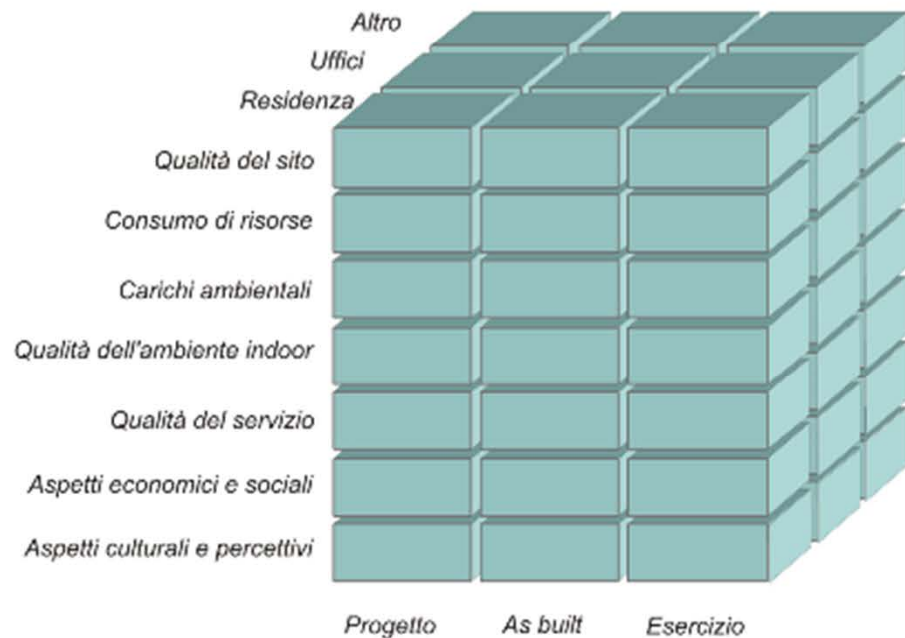 Altro
Uffici
Residenza
Qualità del sito
Consumo di risorse
Carichi ambientali
Qualità dell'ambiente indoor
Qualità del servizio
Aspetti economici e sociali
Aspetti culturali e percettivi
Progetto As built Esercizio